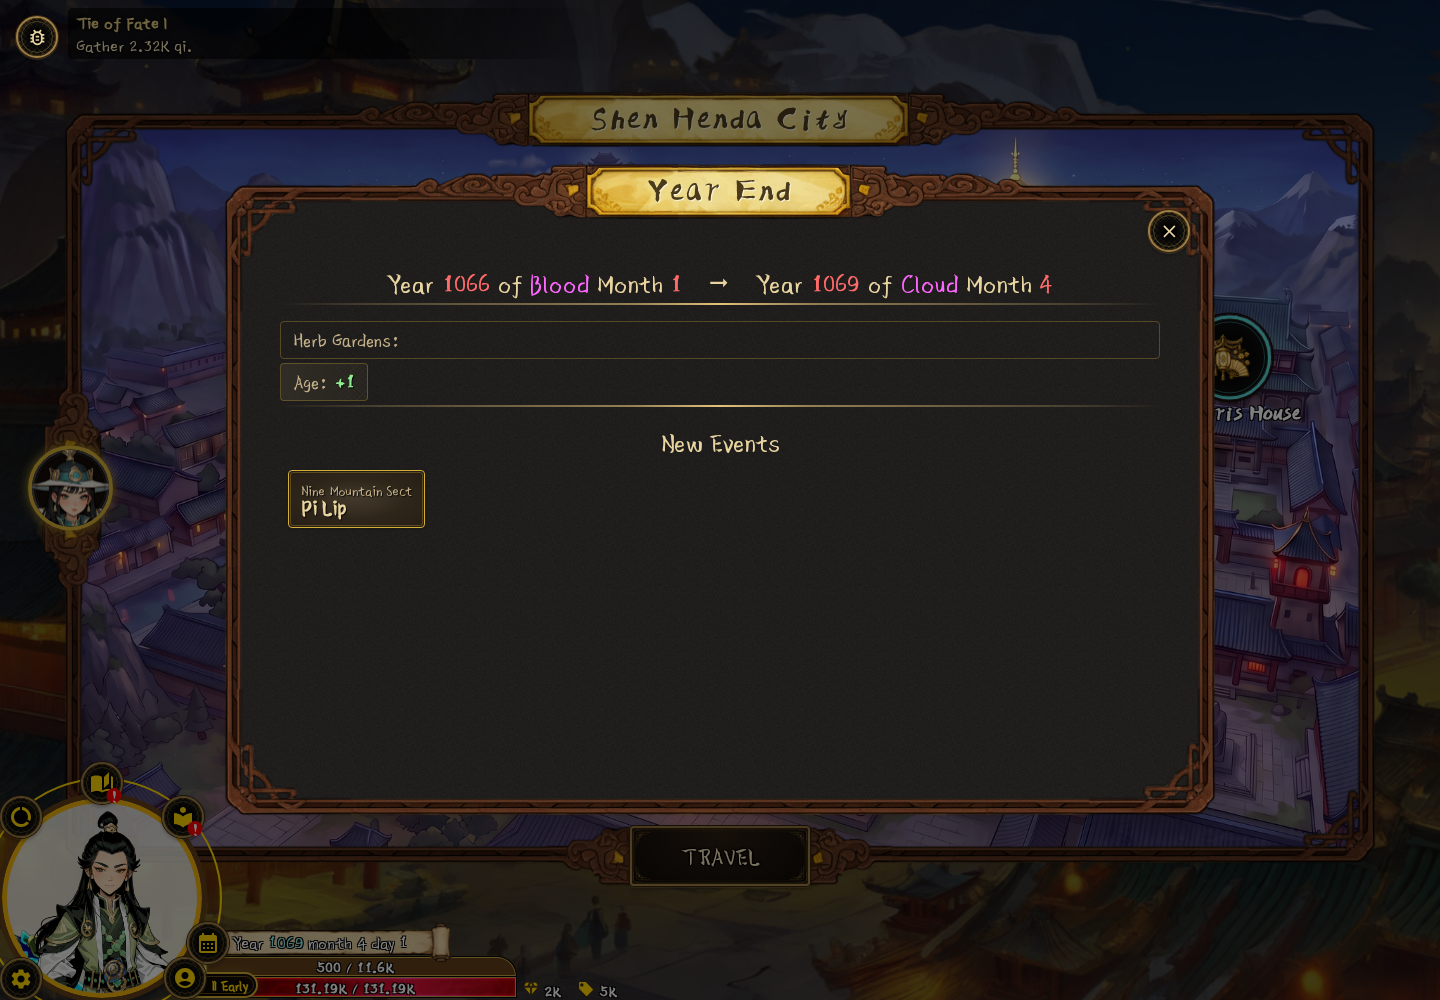 Tie of Fate I
Gather 2.32K qi.
Shen Henda City
Year End
Year 1066 of Blood Month 1 → Year 1069 of Cloud Month 4
Herb Gardens:
Age: +1
New Events
Nine Mountain Sect
Pi Lip
ris House
TRAVEL
Year 1069 month 4 day 1
500 / 11.6K
II Early
131.19K / 131.19K
2K
5K